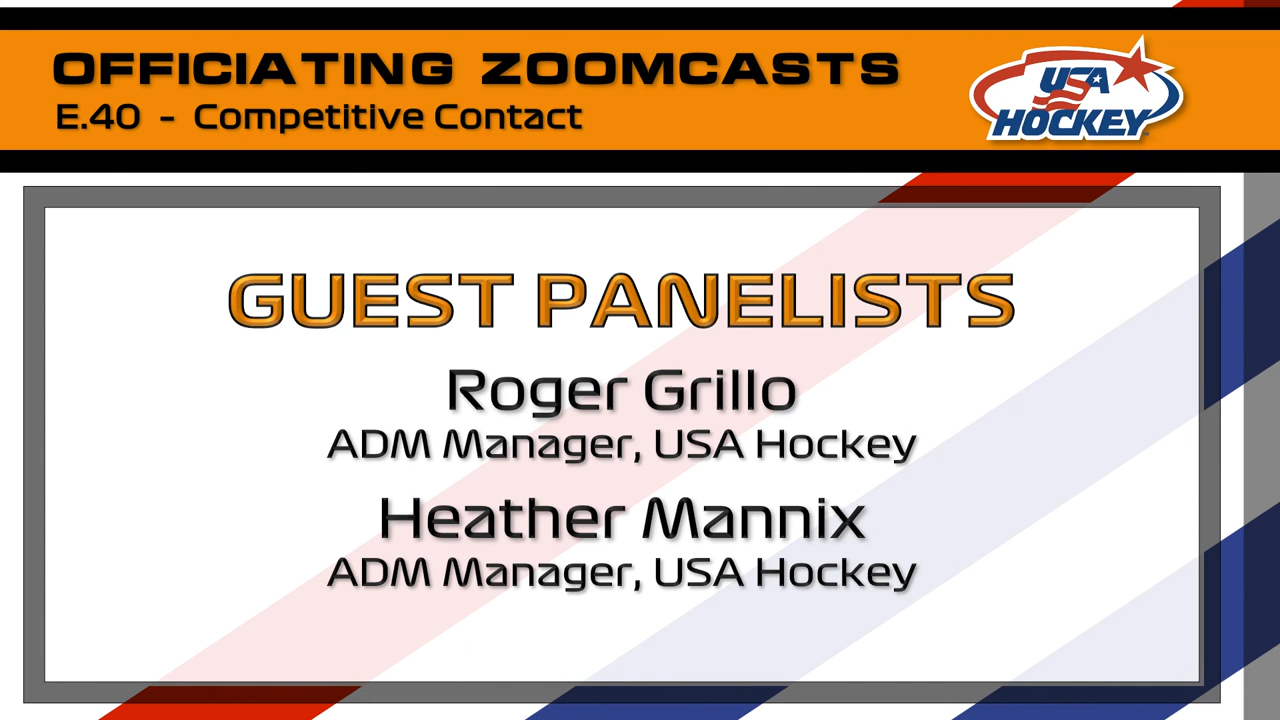 OFFICIATING ZOOMCASTS
E.40 - Competitive Contact
USA
HOCKEY
GUEST PANELISTS
Roger Grillo
ADM Manager, USA Hockey
Heather Mannix
ADM Manager, USA Hockey